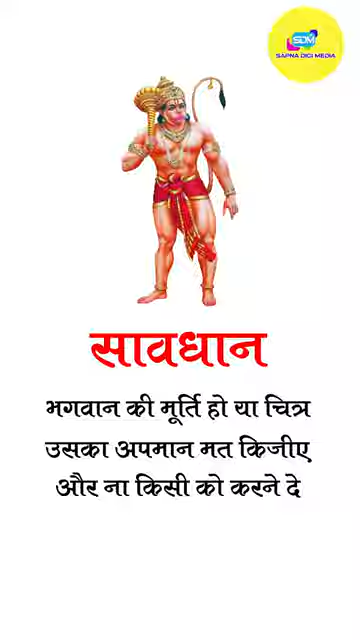 SDM
SAPNA DIGI MEDIA
सावधान
भगवान की मूर्ति हो या चित्र
उसका अपमान मत किजीए
और ना किसी को करने दे